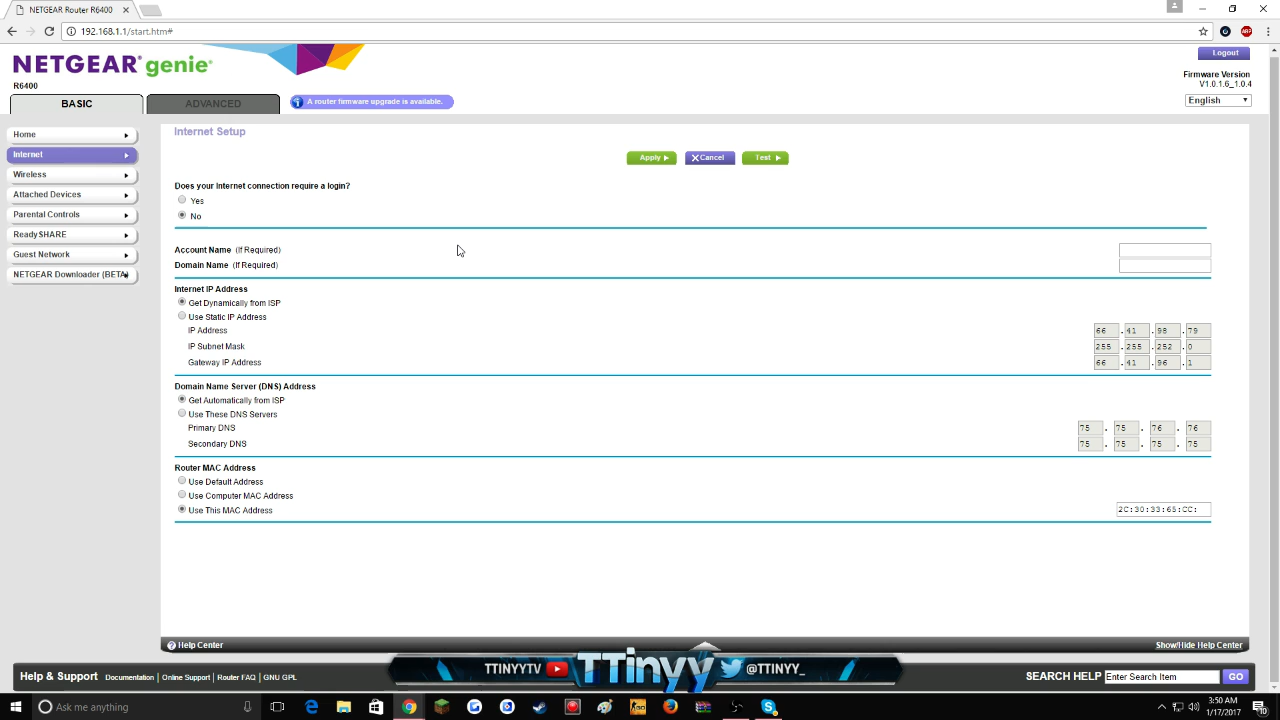 NETGEAR Router R6400
192.168.1.1/start.htm#
NETGEAR® genie®
R6400
Logout
Firmware Version
V1.0.1.6_1.0.4
English
BASIC
ADVANCED
A router firmware upgrade is available.
Home
Internet
Wireless
Attached Devices
Parental Controls
ReadySHARE
Guest Network
NETGEAR Downloader (BETA)
Internet Setup
Apply
Cancel
Test
Does your Internet connection require a login?
Yes
No
Account Name (If Required)
Domain Name (If Required)
Internet IP Address
Get Dynamically from ISP
Use Static IP Address
IP Address 66 . 41 . 98 . 79
IP Subnet Mask 255 . 255 . 252 . 0
Gateway IP Address 66 . 41 . 96 . 1
Domain Name Server (DNS) Address
Get Automatically from ISP
Use These DNS Servers
Primary DNS 75 . 75 . 76 . 76
Secondary DNS 75 . 75 . 75 . 75
Router MAC Address
Use Default Address
Use Computer MAC Address
Use This MAC Address 2C:30:33:65:CC:
Help Center
Show/Hide Help Center
TTINYYTV TTinyy @TTINYY_
Help & Support Documentation | Online Support | Router FAQ | GNU GPL
SEARCH HELP Enter Search Item GO
Ask me anything
3:50 AM
1/17/2017